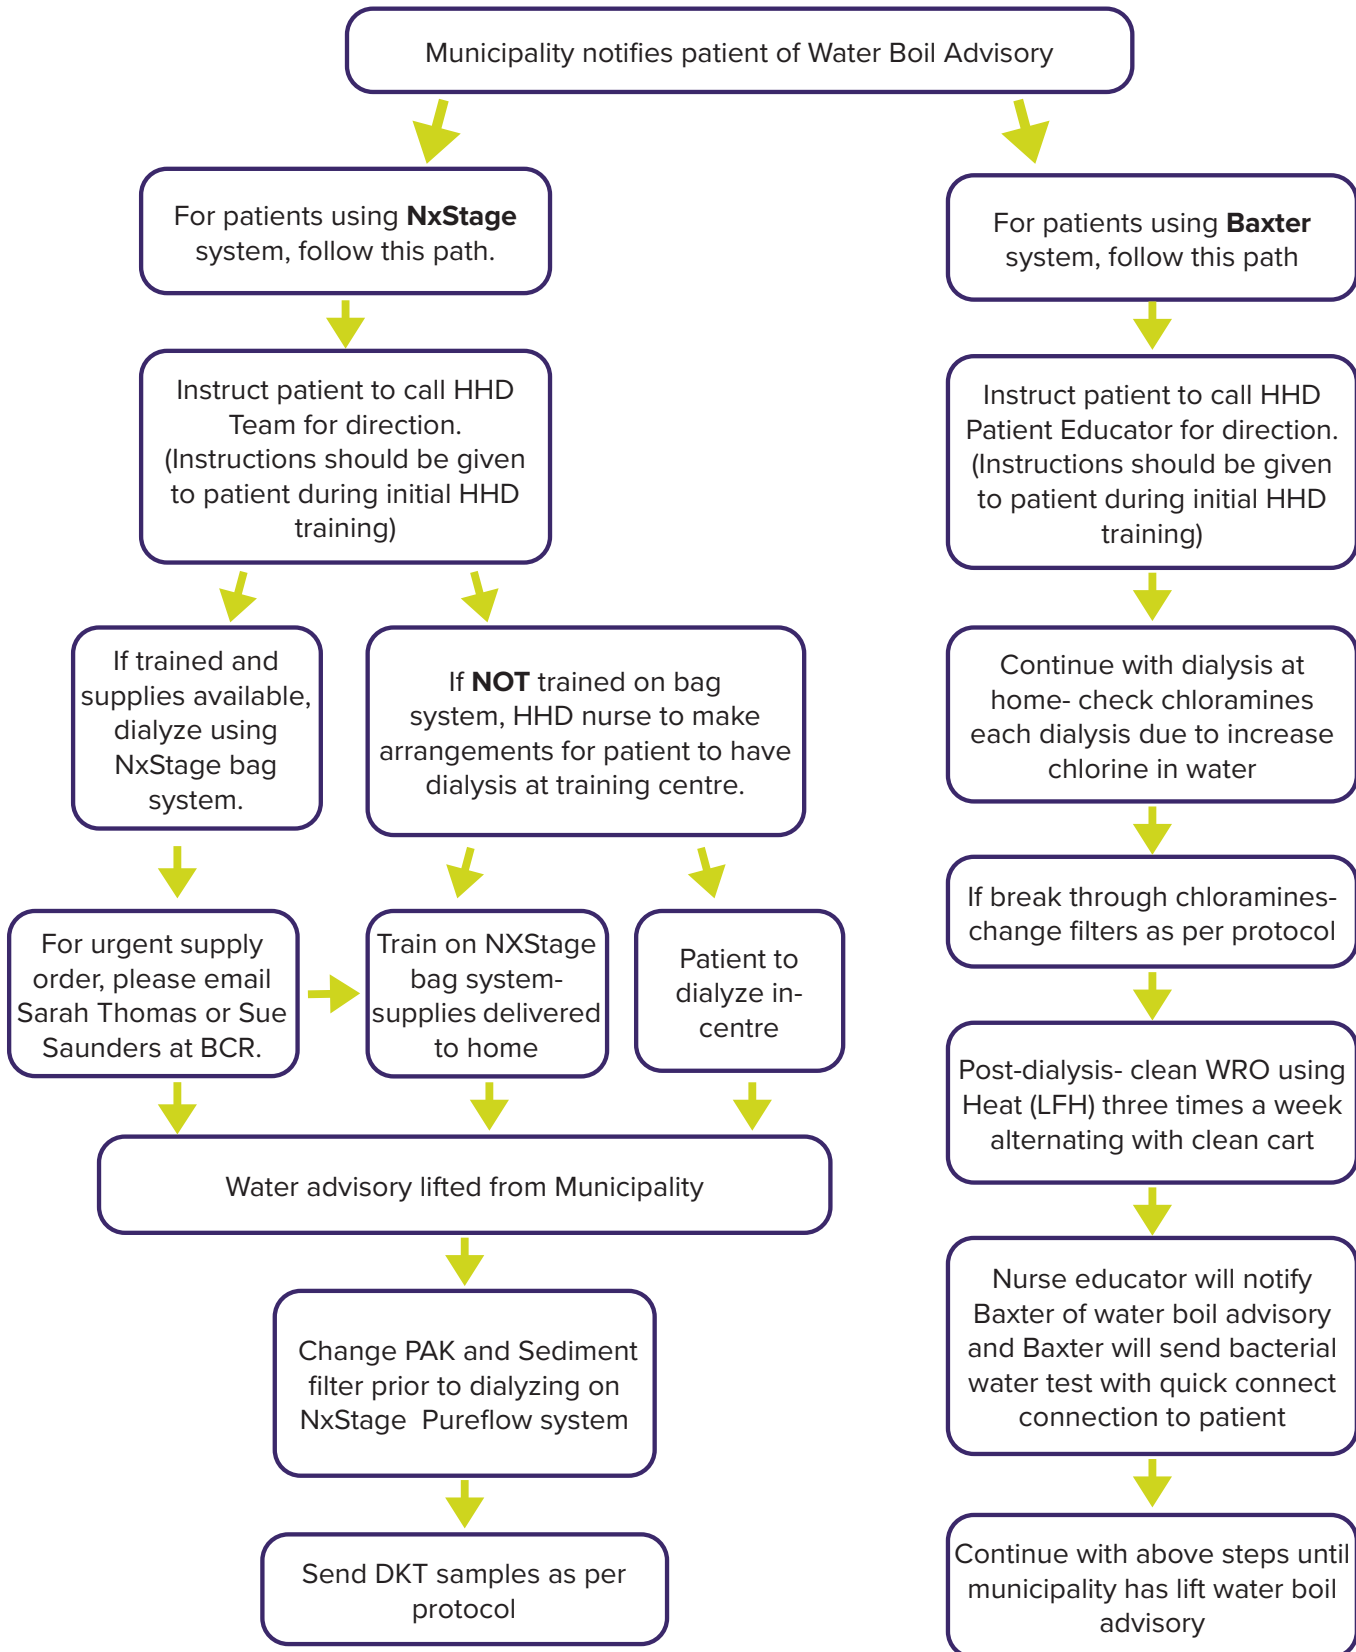 Municipality notifies patient of Water Boil Advisory
For patients using NxStage
system, follow this path.
Instruct patient to call HHD
Team for direction.
(Instructions should be given
to patient during initial HHD
training)
If trained and
supplies available,
dialyze using
NxStage bag
system.
If NOT trained on bag
system, HHD nurse to make
arrangements for patient to have
dialysis at training centre.
For urgent supply
order, please email
Sarah Thomas or Sue
Saunders at BCR.
Train on NXStage
bag system-
supplies delivered
to home
Patient to
dialyze in-
centre
Water advisory lifted from Municipality
Change PAK and Sediment
filter prior to dialyzing on
NxStage Pureflow system
Send DKT samples as per
protocol
For patients using Baxter
system, follow this path
Instruct patient to call HHD
Patient Educator for direction.
(Instructions should be given
to patient during initial HHD
training)
Continue with dialysis at
home- check chloramines
each dialysis due to increase
chlorine in water
If break through chloramines-
change filters as per protocol
Post-dialysis- clean WRO using
Heat (LFH) three times a week
alternating with clean cart
Nurse educator will notify
Baxter of water boil advisory
and Baxter will send bacterial
water test with quick connect
connection to patient
Continue with above steps until
municipality has lift water boil
advisory